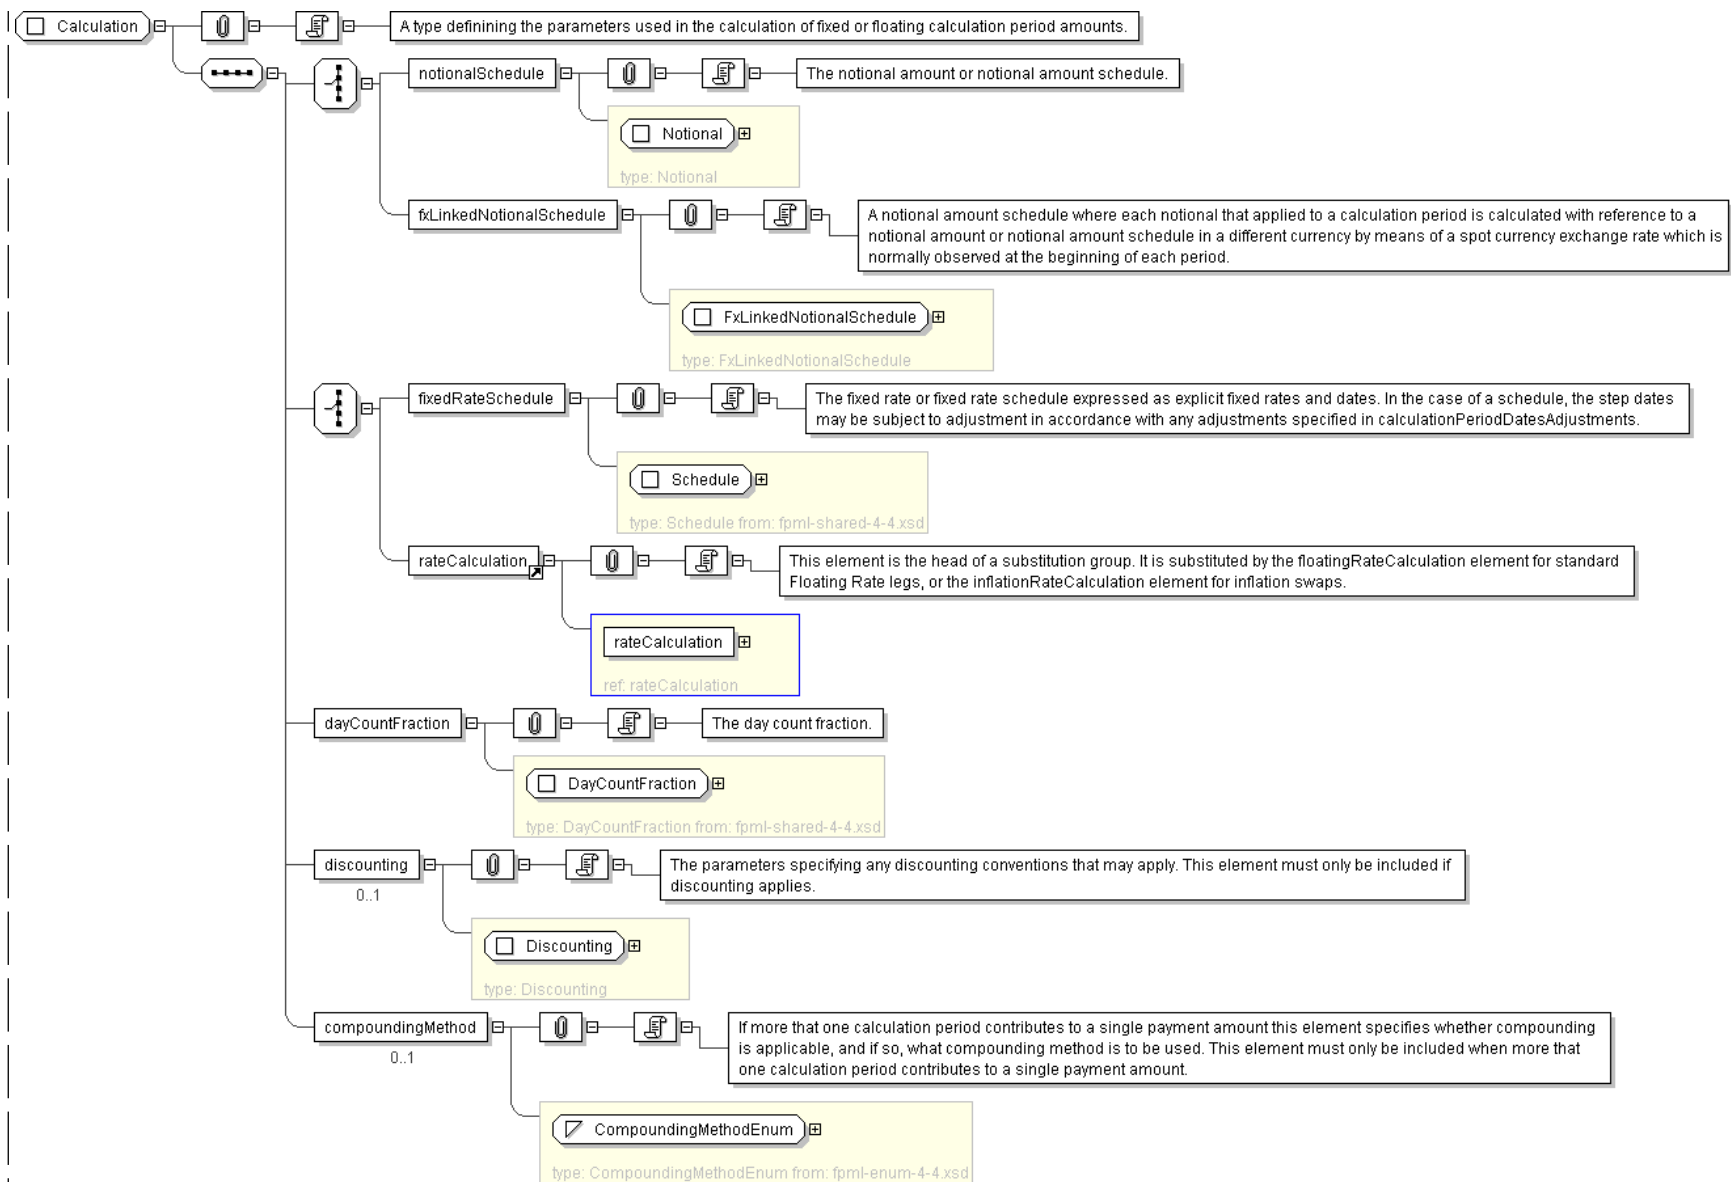 Calculation
A type definining the parameters used in the calculation of fixed or floating calculation period amounts.
notionalSchedule
The notional amount or notional amount schedule.
Notional
type: Notional
fxLinkedNotionalSchedule
A notional amount schedule where each notional that applied to a calculation period is calculated with reference to a
notional amount or notional amount schedule in a different currency by means of a spot currency exchange rate which is
normally observed at the beginning of each period.
FxLinkedNotionalSchedule
type: FxLinkedNotionalSchedule
fixedRateSchedule
The fixed rate or fixed rate schedule expressed as explicit fixed rates and dates. In the case of a schedule, the step dates
may be subject to adjustment in accordance with any adjustments specified in calculationPeriodDatesAdjustments.
Schedule
type: Schedule from: fpml-shared-4-4.xsd
rateCalculation
This element is the head of a substitution group. It is substituted by the floatingRateCalculation element for standard
Floating Rate legs, or the inflationRateCalculation element for inflation swaps.
rateCalculation
ref: rateCalculation
dayCountFraction
The day count fraction.
DayCountFraction
type: DayCountFraction from: fpml-shared-4-4.xsd
discounting
0..1
The parameters specifying any discounting conventions that may apply. This element must only be included if
discounting applies.
Discounting
type: Discounting
compoundingMethod
0..1
If more that one calculation period contributes to a single payment amount this element specifies whether compounding
is applicable, and if so, what compounding method is to be used. This element must only be included when more that
one calculation period contributes to a single payment amount.
CompoundingMethodEnum
type: CompoundingMethodEnum from: fpml-enum-4-4.xsd